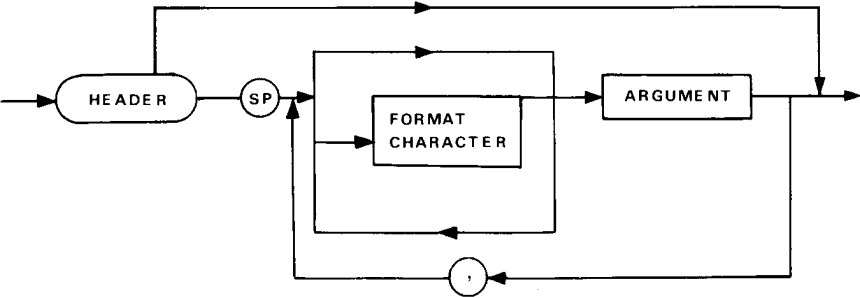 HEADER
SP
FORMAT
CHARACTER
ARGUMENT
,